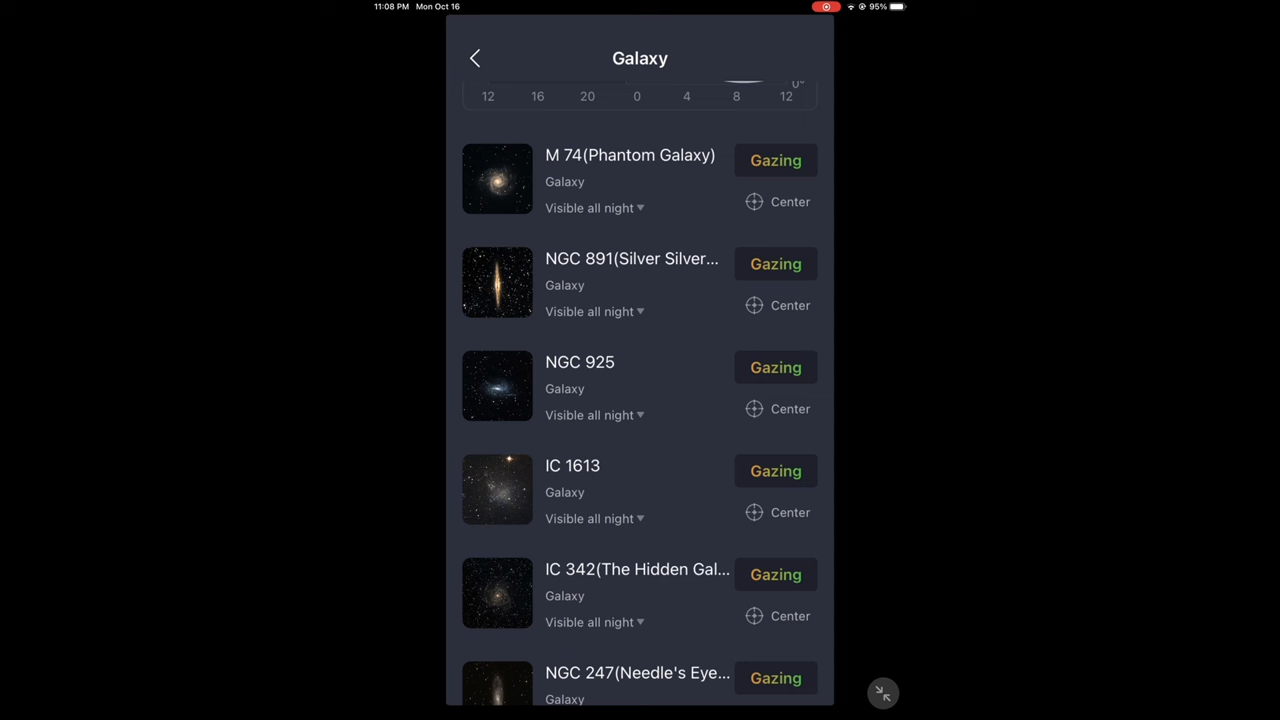 11:08 PM Mon Oct 16
95%
Galaxy
0°
12 16 20 0 4 8 12
M 74(Phantom Galaxy)
Gazing
Galaxy
Center
Visible all night
NGC 891(Silver Silver...
Gazing
Galaxy
Center
Visible all night
NGC 925
Gazing
Galaxy
Center
Visible all night
IC 1613
Gazing
Galaxy
Center
Visible all night
IC 342(The Hidden Gal...
Gazing
Galaxy
Center
Visible all night
NGC 247(Needle's Eye...
Gazing
Galaxy